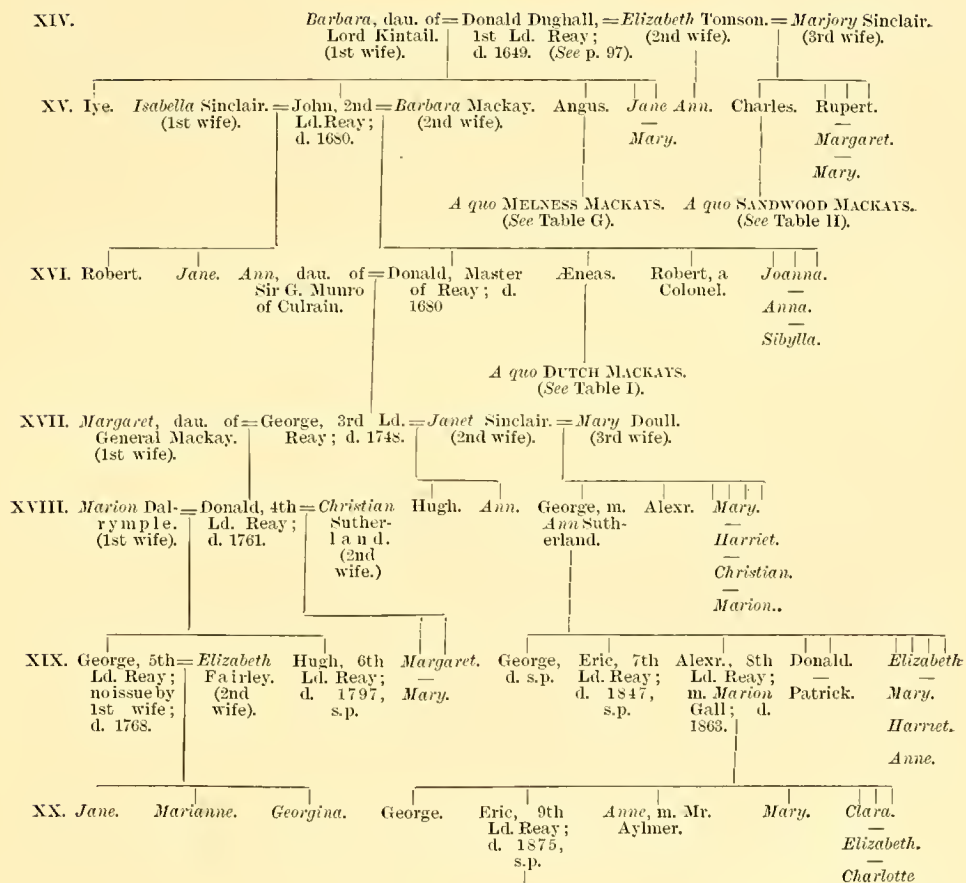 XIV. Barbara, dau. of = Donald Dughall, = Elizabeth Tomson. = Marjory Sinclair.
Lord Kintail. 1st Ld. Reay; (2nd wife). (3rd wife).
(1st wife). d. 1649. (See p. 97).
XV. Iye. Isabella Sinclair. = John, 2nd = Barbara Mackay. Angus. Jane Ann. Charles. Rupert.
(1st wife). Ld. Reay; (2nd wife). — —
d. 1680. Mary. Margaret.
—
Mary.
A quo MELNESS MACKAYS. A quo SANDWOOD MACKAYS.
(See Table G). (See Table H).
XVI. Robert. Jane. Ann, dau. of = Donald, Master Æneas. Robert, a Joanna.
Sir G. Munro of Reay; d. Colonel. —
of Culrain. 1680 Anna.
—
Sibylla.
A quo DUTCH MACKAYS.
(See Table I).
XVII. Margaret, dau. of = George, 3rd Ld. = Janet Sinclair. = Mary Doull.
General Mackay. Reay; d. 1748. (2nd wife). (3rd wife).
(1st wife).
XVIII. Marion Dal- = Donald, 4th = Christian Hugh. Ann. George, m. Alexr. Mary.
rymple. Ld. Reay; Suther- Ann Suth- —
(1st wife). d. 1761. land. erland. Harriet.
(2nd —
wife.) Christian.
—
Marion..
XIX. George, 5th = Elizabeth Hugh, 6th Margaret. George, Eric, 7th Alexr., 8th Donald. Elizabeth
Ld. Reay; Fairley. Ld. Reay; — d. s.p. Ld. Reay; Ld. Reay; — —
no issue by (2nd d. 1797, Mary. d. 1847, m. Marion Patrick. Mary.
1st wife; wife). s.p. s.p. Gall; d.
d. 1768. 1863. Harriet.
Anne.
XX. Jane. Marianne. Georgina. George. Eric, 9th Anne, m. Mr. Mary. Clara.
Ld. Reay; Aylmer. —
d. 1875, Elizabeth.
s.p. —
Charlotte